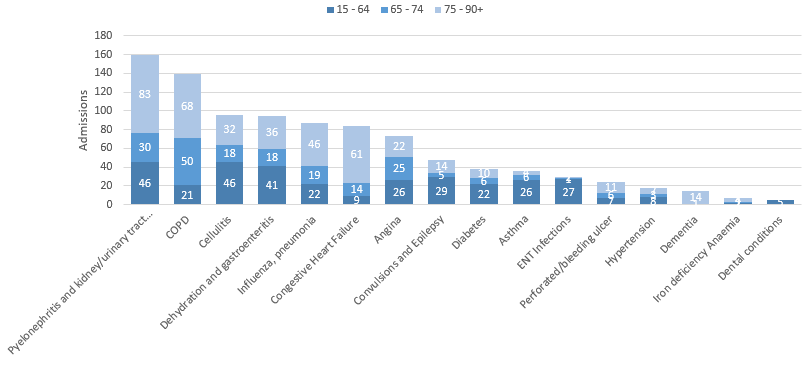 15 - 64 65 - 74 75 - 90+
Admissions
180
160
140
120
100
80
60
40
20
0
83 30 46
68 50 21
32 18 46
36 18 41
46 19 22
61 14 9
22 25 26
14 5 29
10 6 22
26
27
11 7
8
14
5
Pyelonephritis and kidney/urinary tract...
COPD
Cellulitis
Dehydration and gastroenteritis
Influenza, pneumonia
Congestive Heart Failure
Angina
Convulsions and Epilepsy
Diabetes
Asthma
ENT Infections
Perforated/bleeding ulcer
Hypertension
Dementia
Iron deficiency Anaemia
Dental conditions